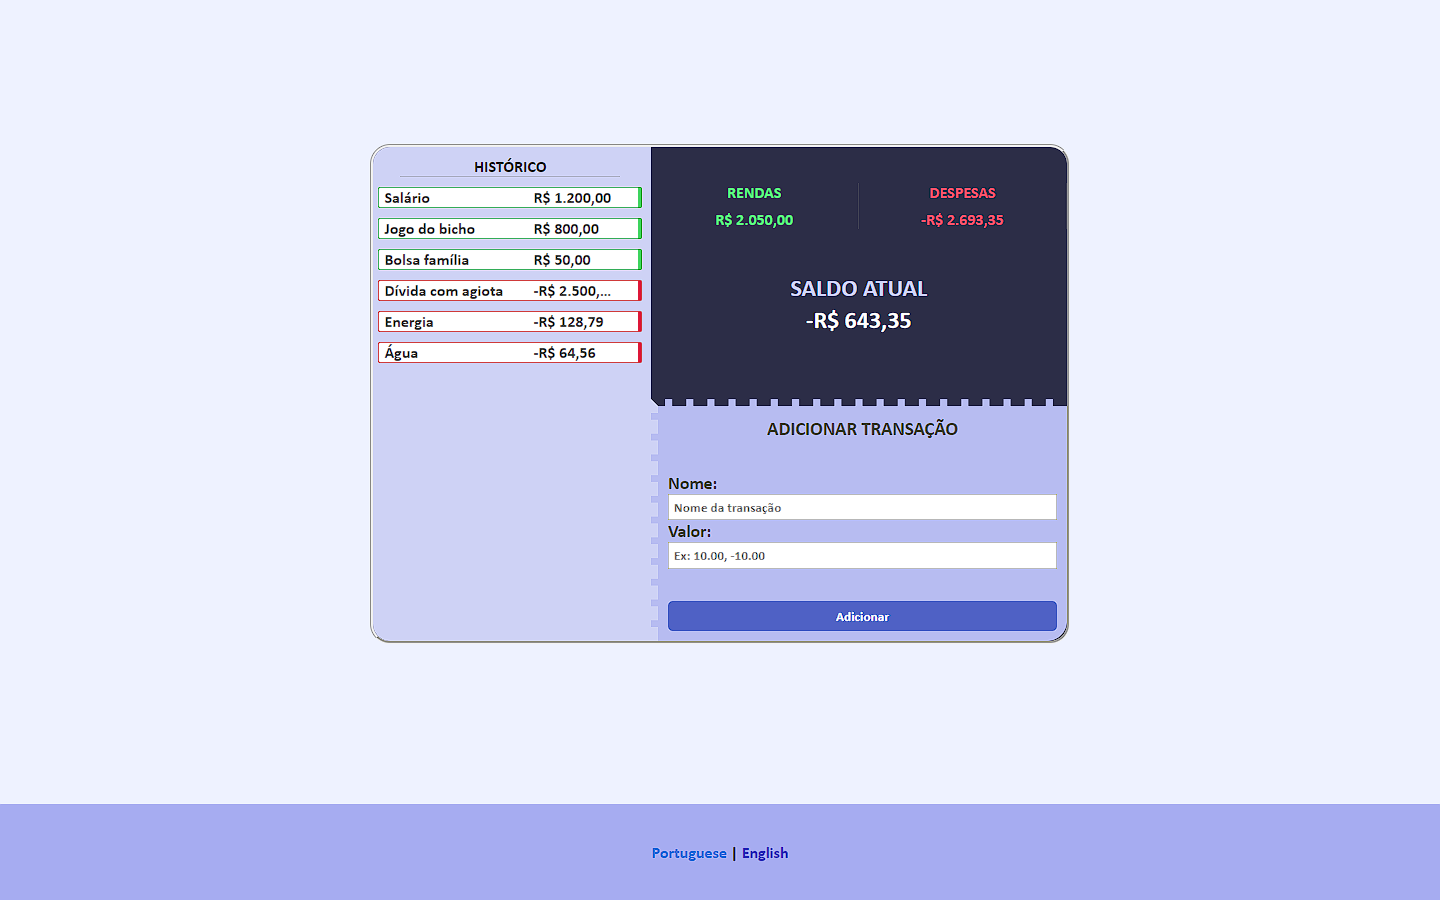 HISTÓRICO
Salário R$ 1.200,00
Jogo do bicho R$ 800,00
Bolsa família R$ 50,00
Dívida com agiota -R$ 2.500,...
Energia -R$ 128,79
Água -R$ 64,56
RENDAS DESPESAS
R$ 2.050,00 -R$ 2.693,35
SALDO ATUAL
-R$ 643,35
ADICIONAR TRANSAÇÃO
Nome:
Nome da transação
Valor:
Ex: 10.00, -10.00
Adicionar
Portuguese | English